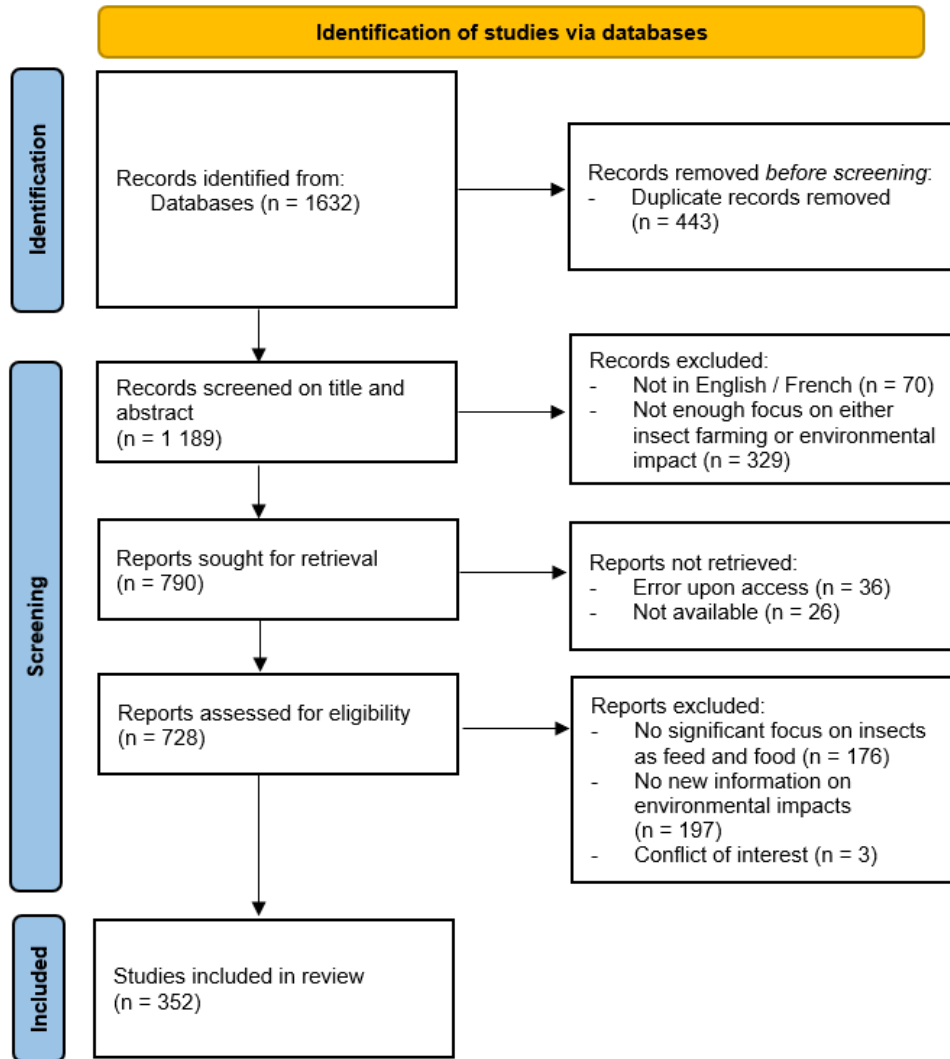 Identification of studies via databases
Identification
Records identified from:
Databases (n = 1632)
Records removed before screening:
- Duplicate records removed
(n = 443)
Screening
Records screened on title and
abstract
(n = 1 189)
Records excluded:
- Not in English / French (n = 70)
- Not enough focus on either
insect farming or environmental
impact (n = 329)
Reports sought for retrieval
(n = 790)
Reports not retrieved:
- Error upon access (n = 36)
- Not available (n = 26)
Reports assessed for eligibility
(n = 728)
Reports excluded:
- No significant focus on insects
as feed and food (n = 176)
- No new information on
environmental impacts
(n = 197)
- Conflict of interest (n = 3)
Included
Studies included in review
(n = 352)